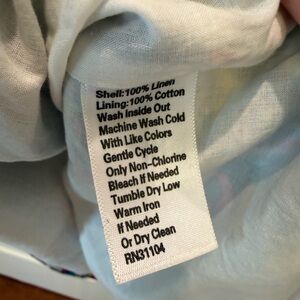 Shell:100% Linen
Lining:100% Cotton
Wash Inside Out
Machine Wash Cold
With Like Colors
Gentle Cycle
Only Non-Chlorine
Bleach If Needed
Tumble Dry Low
Warm Iron
If Needed
Or Dry Clean
RN31104